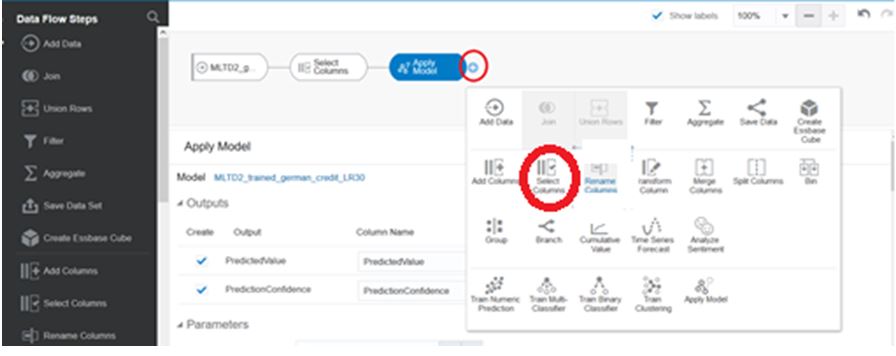 Data Flow Steps
Show labels
100%
Add Data
Join
Union Rows
Filter
Aggregate
Save Data Set
Create Essbase Cube
Add Columns
Select Columns
Rename Columns
MLTD2_g...
Select
Columns
Apply
Model
Apply Model
Model MLTD2_trained_german_credit_LR30
Outputs
Create Output Column Name
PredictedValue PredictedValue
PredictionConfidence PredictionConfidence
Parameters
Add Data Join Union Rows Filter Aggregate Save Data Create
Essbase
Cube
Add Columns Select
Columns Rename
Columns ransform
Column Merge
Columns Split Columns Bin
Group Branch Cumulative
Value Time Series
Forecast Analyze
Sentiment
Train Numeric
Prediction Train Multi-
Classifier Train Binary
Classifier Train
Clustering Apply Model